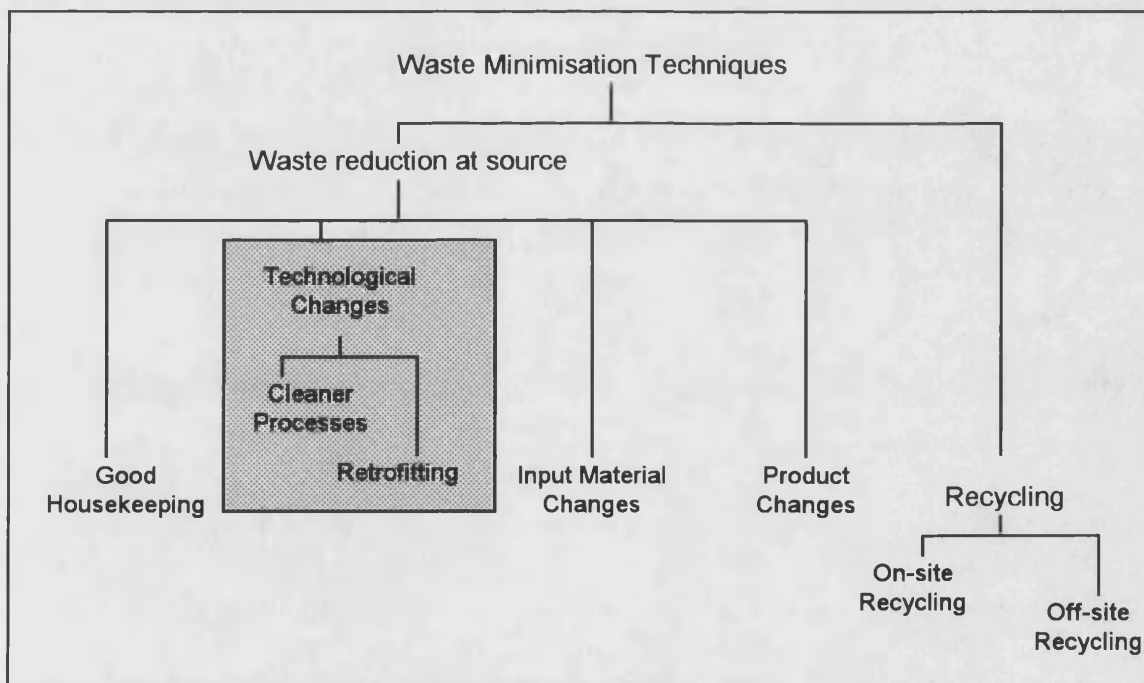 Waste Minimisation Techniques
Waste reduction at source
Technological
Changes
Cleaner
Processes
Retrofitting
Good
Housekeeping
Input Material
Changes
Product
Changes
Recycling
On-site
Recycling
Off-site
Recycling